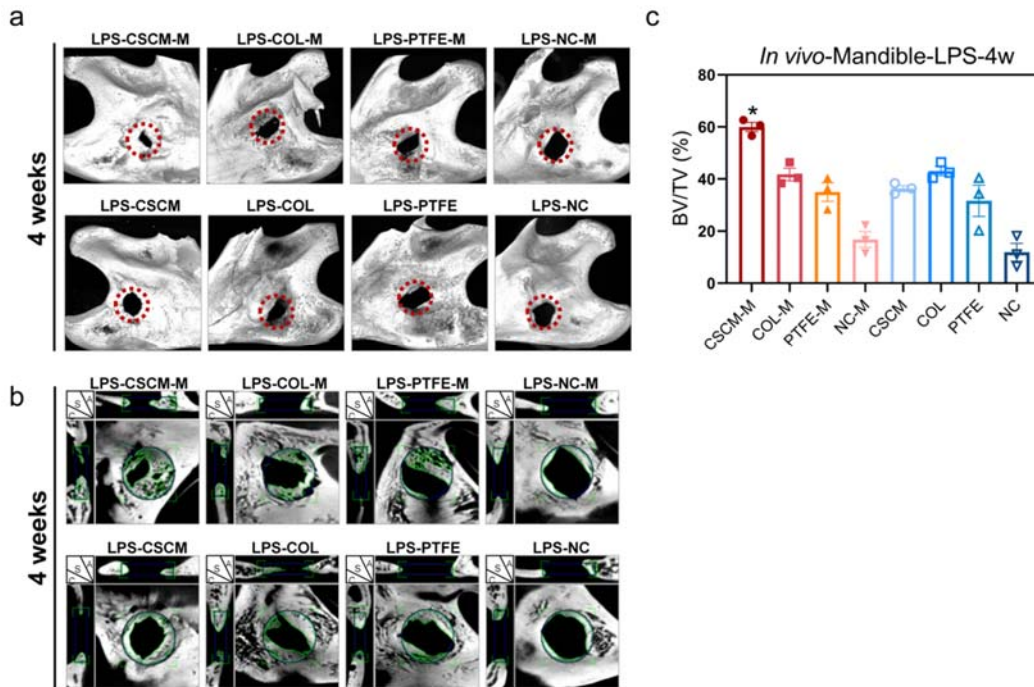 a
LPS-CSCM-M LPS-COL-M LPS-PTFE-M LPS-NC-M
4 weeks
LPS-CSCM LPS-COL LPS-PTFE LPS-NC
b
LPS-CSCM-M LPS-COL-M LPS-PTFE-M LPS-NC-M
S A C S A C S A C S A C
4 weeks
LPS-CSCM LPS-COL LPS-PTFE LPS-NC
S A C S A C S A C S A C
c
In vivo-Mandible-LPS-4w
BV/TV (%)
80
60
40
20
0
*
CSCM-M COL-M PTFE-M NC-M CSCM COL PTFE NC